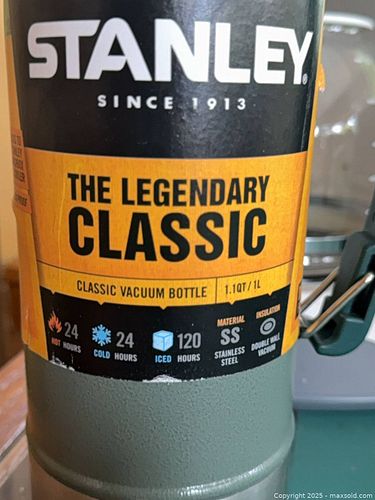 STANLEY®
SINCE 1913
THE LEGENDARY
CLASSIC
CLASSIC VACUUM BOTTLE | 1.1QT / 1L
24 HOT HOURS
24 COLD HOURS
120 ICED HOURS
MATERIAL
SS
STAINLESS
STEEL
INSULATION
DOUBLE WALL
VACUUM
Copyright 2025 - maxsold.com